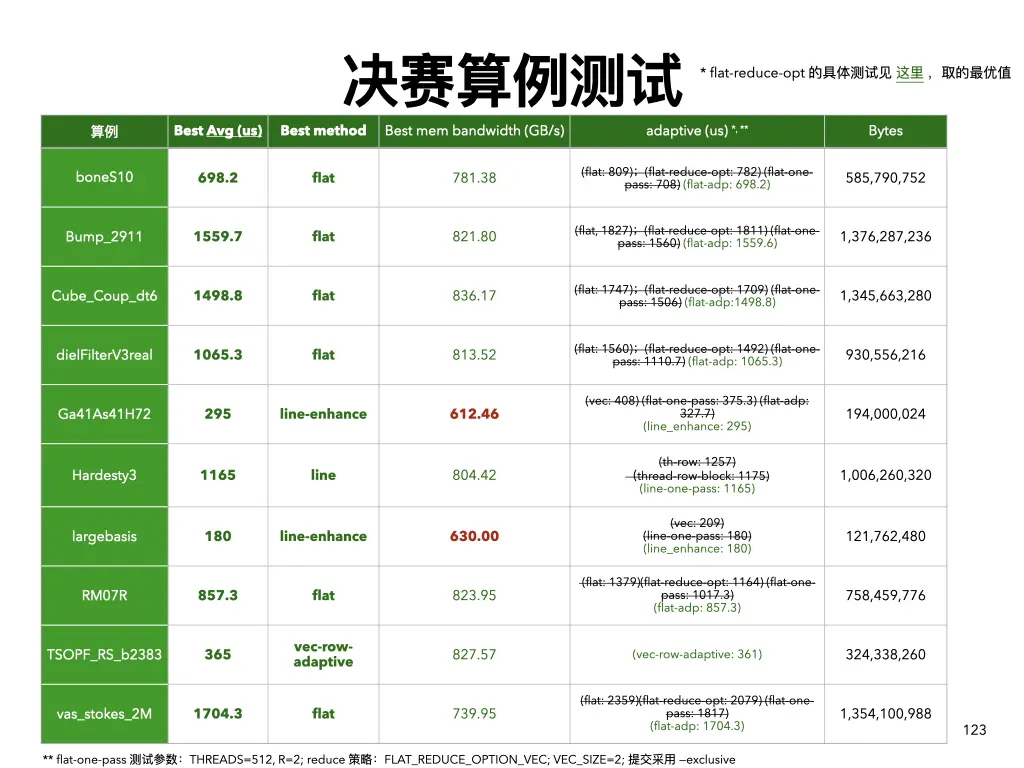 决赛算例测试
* flat-reduce-opt 的具体测试见 这里 ，取的最优值
算例 Best Avg (us) Best method Best mem bandwidth (GB/s) adaptive (us) *, ** Bytes
boneS10 698.2 flat 781.38 (flat: 809)；(flat-reduce-opt: 782) (flat-one-
pass: 708) (flat-adp: 698.2) 585,790,752
Bump_2911 1559.7 flat 821.80 (flat, 1827)；(flat-reduce-opt: 1811) (flat-one-
pass: 1560) (flat-adp: 1559.6) 1,376,287,236
Cube_Coup_dt6 1498.8 flat 836.17 (flat: 1747)；(flat-reduce-opt: 1709) (flat-one-
pass: 1506) (flat-adp:1498.8) 1,345,663,280
dielFilterV3real 1065.3 flat 813.52 (flat: 1560)；(flat-reduce-opt: 1492) (flat-one-
pass: 1110.7) (flat-adp: 1065.3) 930,556,216
Ga41As41H72 295 line-enhance 612.46 (vec: 408) (flat-one-pass: 375.3) (flat-adp:
327.7)
(line_enhance: 295) 194,000,024
Hardesty3 1165 line 804.42 (th-row: 1257)
(thread-row-block: 1175)
(line-one-pass: 1165) 1,006,260,320
largebasis 180 line-enhance 630.00 (vec: 209)
(line-one-pass: 180)
(line_enhance: 180) 121,762,480
RM07R 857.3 flat 823.95 (flat: 1379)(flat-reduce-opt: 1164) (flat-one-
pass: 1017.3)
(flat-adp: 857.3) 758,459,776
TSOPF_RS_b2383 365 vec-row-
adaptive 827.57 (vec-row-adaptive: 361) 324,338,260
vas_stokes_2M 1704.3 flat 739.95 (flat: 2359)(flat-reduce-opt: 2079) (flat-one-
pass: 1817)
(flat-adp: 1704.3) 1,354,100,988
123
** flat-one-pass 测试参数：THREADS=512, R=2; reduce 策略：FLAT_REDUCE_OPTION_VEC; VEC_SIZE=2; 提交采用 —exclusive